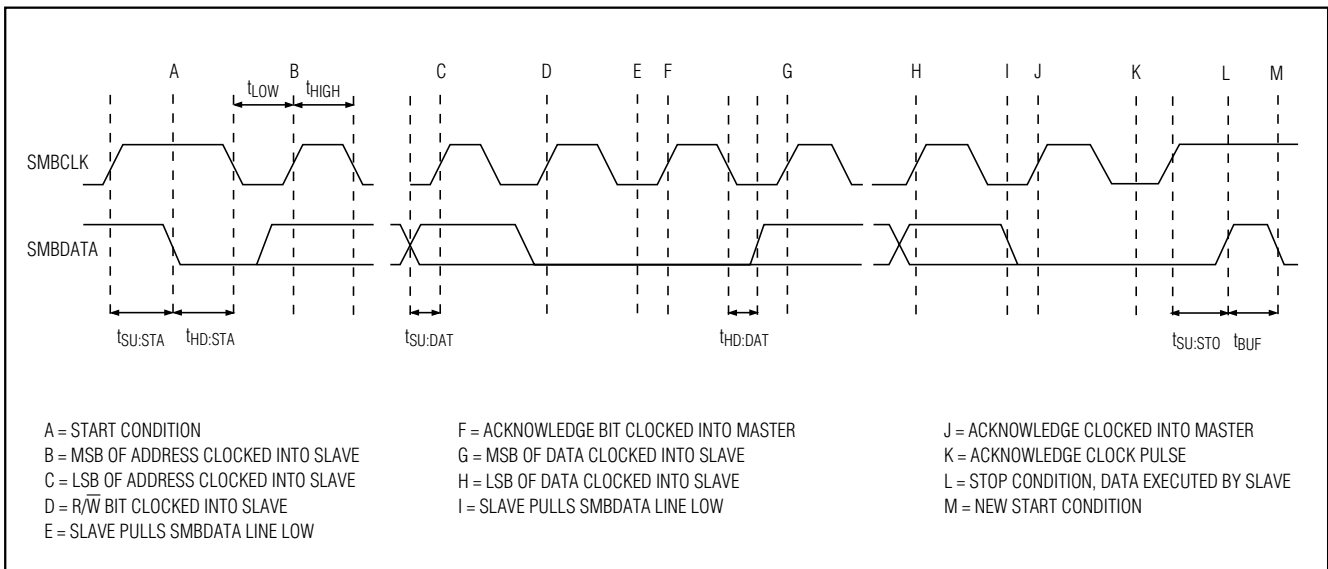 A B C D E F G H I J K L M
tLOW tHIGH
SMBCLK
SMBDATA
tSU:STA tHD:STA tSU:DAT tHD:DAT tSU:STO tBUF
A = START CONDITION
B = MSB OF ADDRESS CLOCKED INTO SLAVE
C = LSB OF ADDRESS CLOCKED INTO SLAVE
D = R/W̅ BIT CLOCKED INTO SLAVE
E = SLAVE PULLS SMBDATA LINE LOW
F = ACKNOWLEDGE BIT CLOCKED INTO MASTER
G = MSB OF DATA CLOCKED INTO SLAVE
H = LSB OF DATA CLOCKED INTO SLAVE
I = SLAVE PULLS SMBDATA LINE LOW
J = ACKNOWLEDGE CLOCKED INTO MASTER
K = ACKNOWLEDGE CLOCK PULSE
L = STOP CONDITION, DATA EXECUTED BY SLAVE
M = NEW START CONDITION